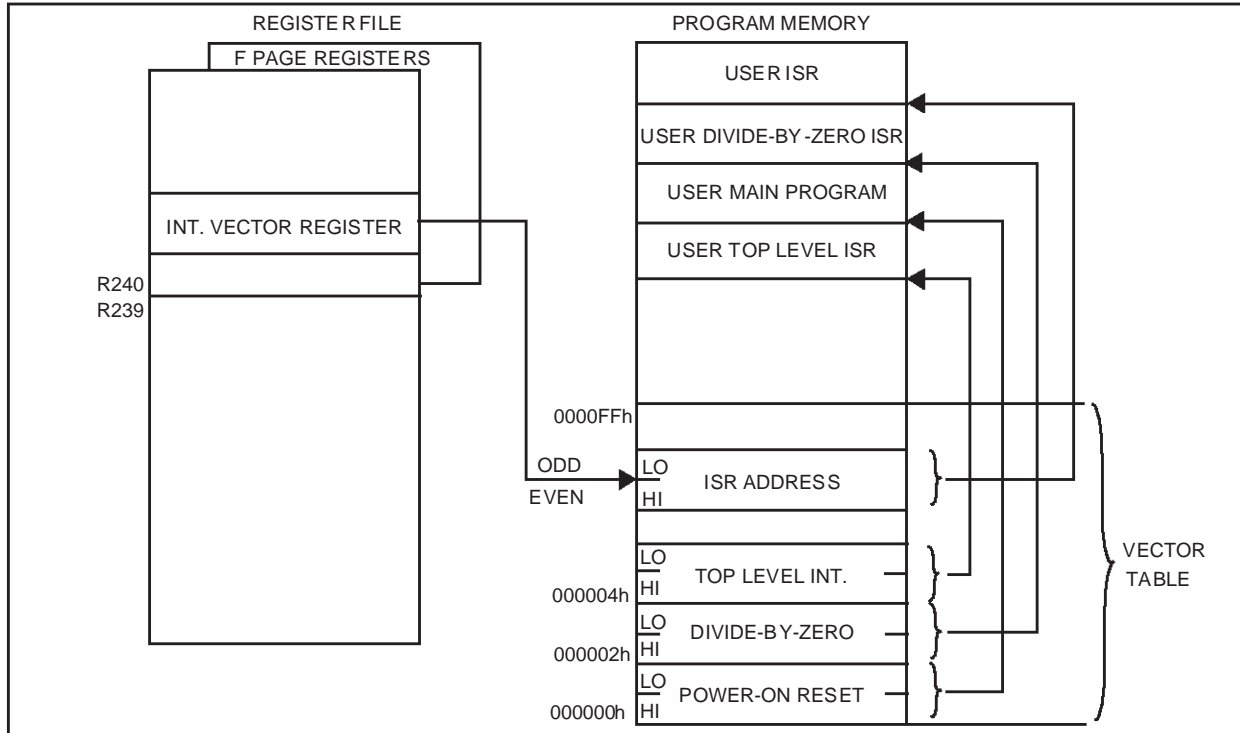 REGISTER FILE
F PAGE REGISTERS
INT. VECTOR REGISTER
R240
R239
PROGRAM MEMORY
USER ISR
USER DIVIDE-BY-ZERO ISR
USER MAIN PROGRAM
USER TOP LEVEL ISR
0000FFh
ODD
EVEN
LO
ISR ADDRESS
HI
LO
TOP LEVEL INT.
HI
000004h
LO
DIVIDE-BY-ZERO
HI
000002h
LO
POWER-ON RESET
HI
000000h
VECTOR
TABLE